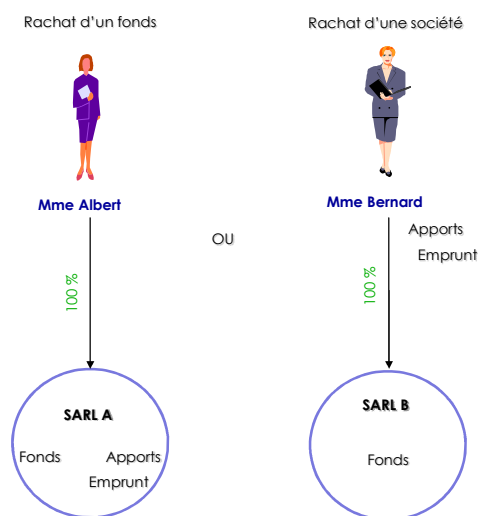 Rachat d'un fonds
Rachat d'une société
Mme Albert
Mme Bernard
Apports
Emprunt
OU
100 %
100 %
SARL A
Fonds
Apports
Emprunt
SARL B
Fonds